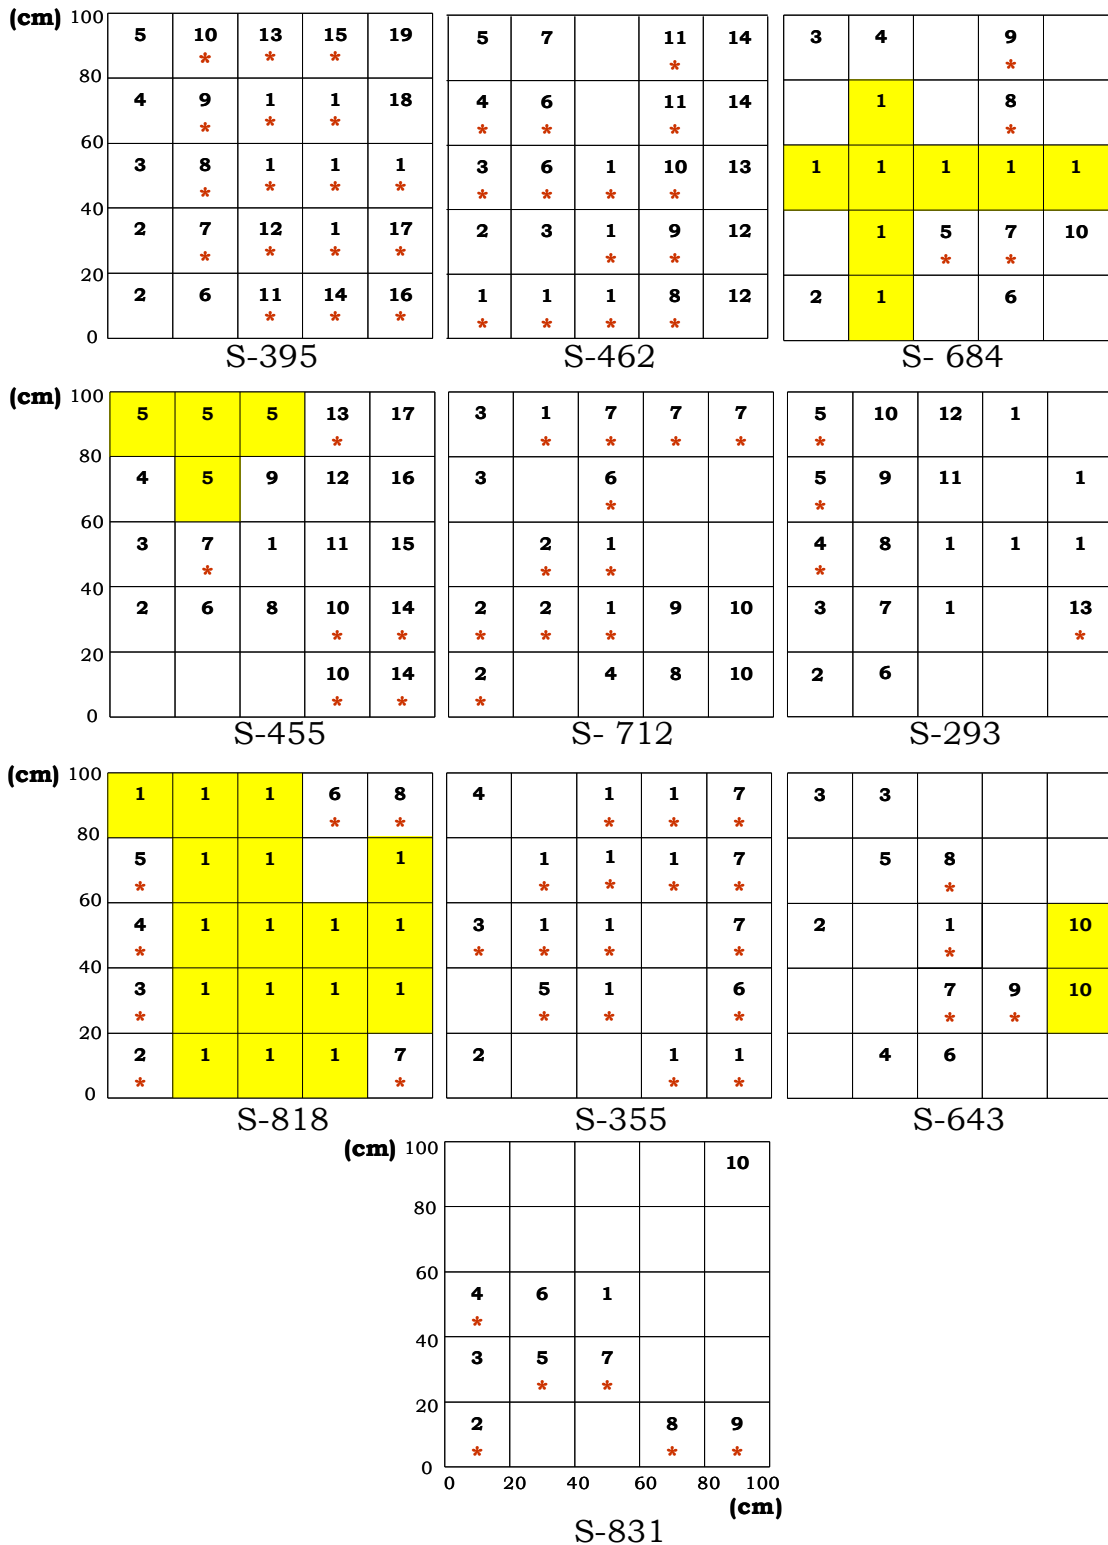 (cm) 100
5 10 13 15 19 5 7 11 14 3 4 9
* * * * *
80
4 9 1 1 18 4 6 11 14 1 8
* * * * * * *
60
3 8 1 1 1 3 6 1 10 13 1 1 1 1 1
* * * * * * * *
40
2 7 12 1 17 2 3 1 9 12 1 5 7 10
* * * * * * * *
20
2 6 11 14 16 1 1 1 8 12 2 1 6
* * * * * * *
0
S-395 S-462 S- 684
(cm) 100
5 5 5 13 17 3 1 7 7 7 5 10 12 1
* * * * * *
80
4 5 9 12 16 3 6 5 9 11 1
* *
60
3 7 1 11 15 2 1 4 8 1 1 1
* * * *
40
2 6 8 10 14 2 2 1 9 10 3 7 1 13
* * * * * *
20
10 14 2 4 8 10 2 6
* * *
0
S-455 S- 712 S-293
(cm) 100
1 1 1 6 8 4 1 1 7 3 3
* * * * *
80
5 1 1 1 1 1 1 7 5 8
* * * * * *
60
4 1 1 1 1 3 1 1 7 2 1 10
* * * * * *
40
3 1 1 1 1 5 1 6 7 9 10
* * * * * *
20
2 1 1 1 7 2 1 1 4 6
* * * *
0
S-818 S-355 S-643
(cm) 100
10
80
60
4 6 1
*
40
3 5 7
* *
20
2 8 9
* * *
0
0 20 40 60 80 100
(cm)
S-831